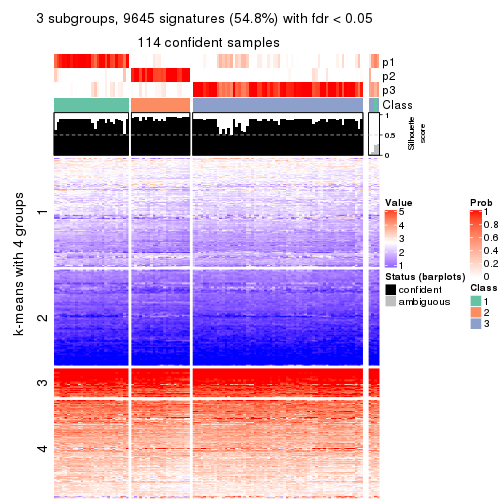 3 subgroups, 9645 signatures (54.8%) with fdr < 0.05
114 confident samples
p1
p2
p3
Class
1
0.5
0
Silhouette
score
k-means with 4 groups
1
2
3
4
Value
5
4
3
2
1
Status (barplots)
confident
ambiguous
Prob
1
0.8
0.6
0.4
0.2
0
Class
1
2
3